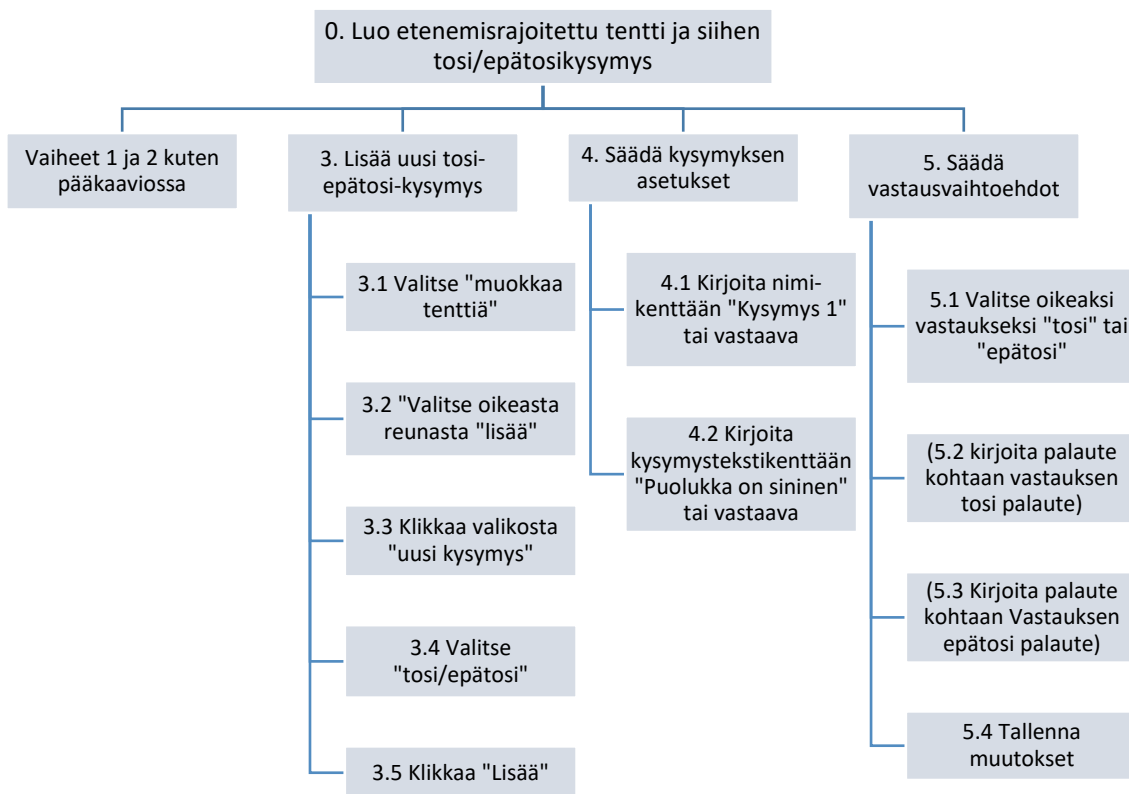 0. Luo etenemisrajoitettu tentti ja siihen
tosi/epätosikysymys
Vaiheet 1 ja 2 kuten
pääkaaviossa
3. Lisää uusi tosi-
epätosi-kysymys
3.1 Valitse "muokkaa
tenttiä"
3.2 "Valitse oikeasta
reunasta "lisää"
3.3 Klikkaa valikosta
"uusi kysymys"
3.4 Valitse
"tosi/epätosi"
3.5 Klikkaa "Lisää"
4. Säädä kysymyksen
asetukset
4.1 Kirjoita nimi-
kenttään "Kysymys 1"
tai vastaava
4.2 Kirjoita
kysymystekstikenttään
"Puolukka on sininen"
tai vastaava
5. Säädä
vastausvaihtoehdot
5.1 Valitse oikeaksi
vastaukseksi "tosi" tai
"epätosi"
(5.2 kirjoita palaute
kohtaan vastauksen
tosi palaute)
(5.3 Kirjoita palaute
kohtaan Vastauksen
epätosi palaute)
5.4 Tallenna
muutokset